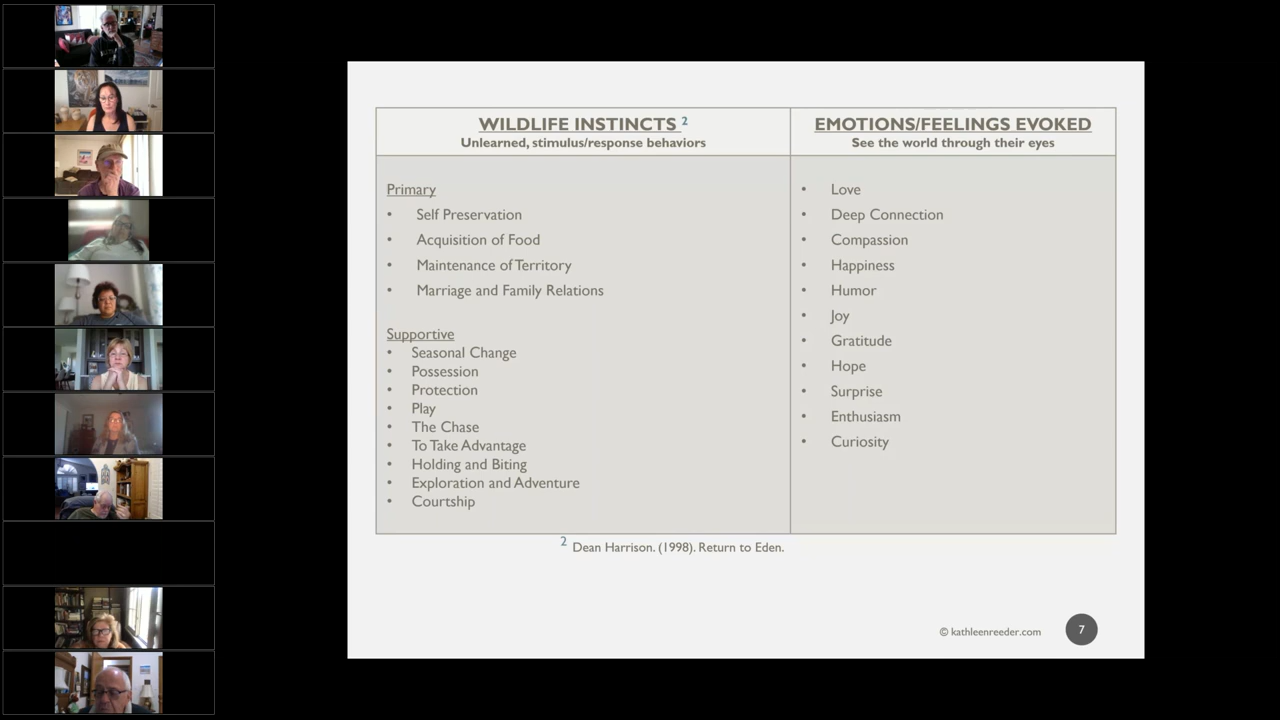 WILDLIFE INSTINCTS 2
Unlearned, stimulus/response behaviors
Primary
• Self Preservation
• Acquisition of Food
• Maintenance of Territory
• Marriage and Family Relations
Supportive
• Seasonal Change
• Possession
• Protection
• Play
• The Chase
• To Take Advantage
• Holding and Biting
• Exploration and Adventure
• Courtship
EMOTIONS/FEELINGS EVOKED
See the world through their eyes
• Love
• Deep Connection
• Compassion
• Happiness
• Humor
• Joy
• Gratitude
• Hope
• Surprise
• Enthusiasm
• Curiosity
2 Dean Harrison. (1998). Return to Eden.
© kathleenreeder.com
7